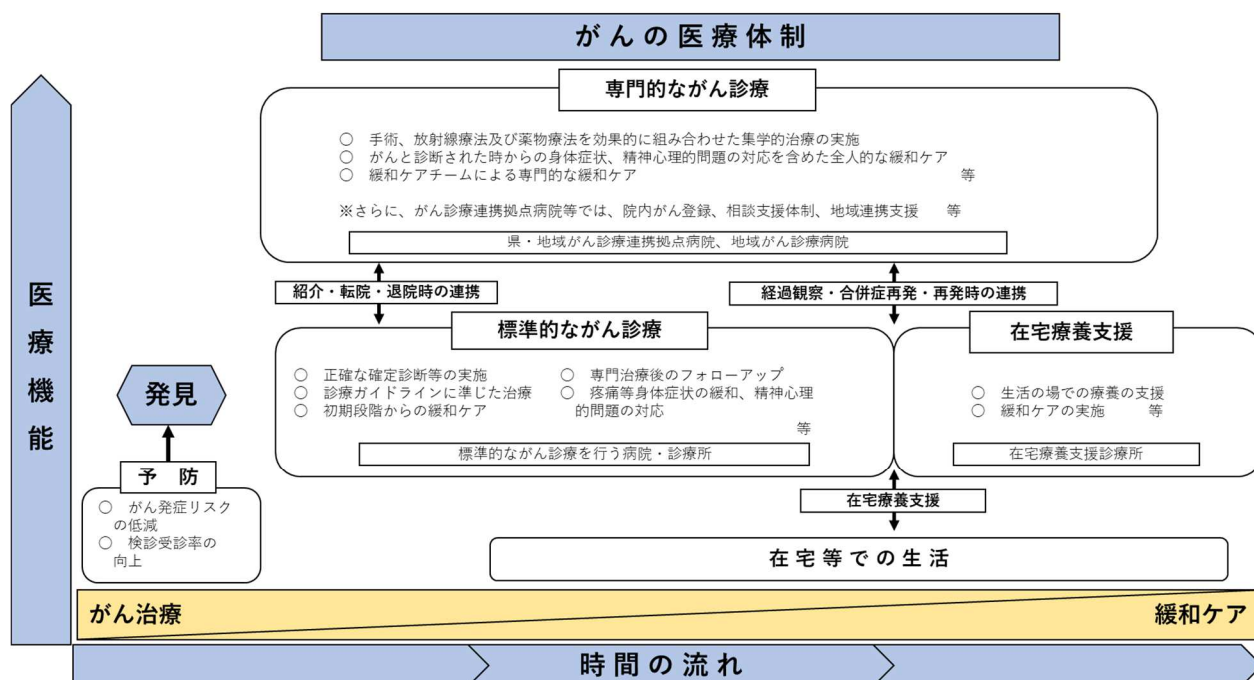 がんの医療体制
医療機能
専門的ながん診療
○ 手術、放射線療法及び薬物療法を効果的に組み合わせた集学的治療の実施
○ がんと診断された時からの身体症状、精神心理的問題の対応を含めた全人的な緩和ケア
○ 緩和ケアチームによる専門的な緩和ケア 等
※さらに、がん診療連携拠点病院等では、院内がん登録、相談支援体制、地域連携支援 等
県・地域がん診療連携拠点病院、地域がん診療病院
紹介・転院・退院時の連携
経過観察・合併症再発・再発時の連携
標準的ながん診療
○ 正確な確定診断等の実施
○ 診療ガイドラインに準じた治療
○ 初期段階からの緩和ケア
○ 専門治療後のフォローアップ
○ 疼痛等身体症状の緩和、精神心理
的問題の対応
等
標準的ながん診療を行う病院・診療所
在宅療養支援
○ 生活の場での療養の支援
○ 緩和ケアの実施 等
在宅療養支援診療所
発見
予 防
○ がん発症リスク
の低減
○ 検診受診率の
向上
在宅療養支援
在宅等での生活
がん治療
緩和ケア
時間の流れ